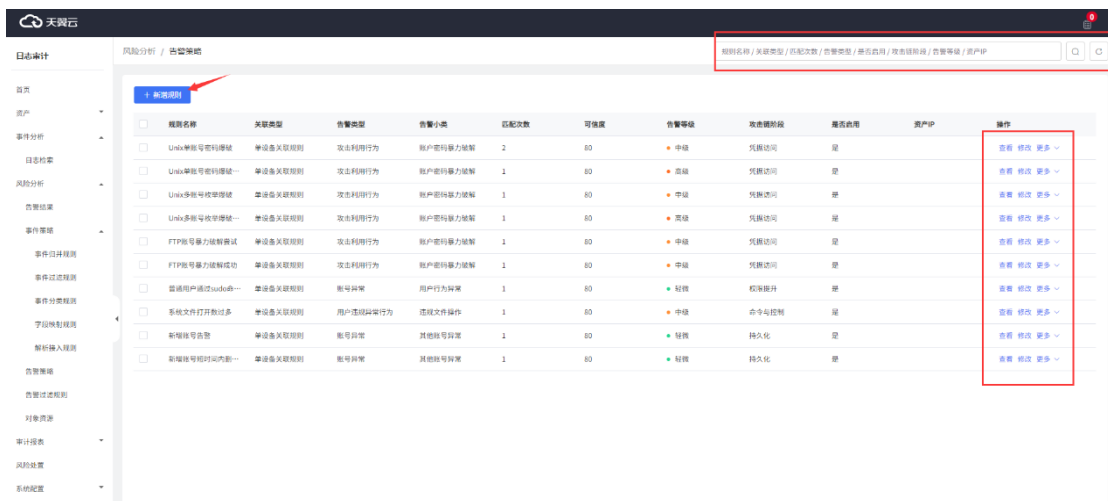 天翼云
0
日志审计
风险分析 / 告警策略
规则名称 / 关联类型 / 匹配次数 / 告警类型 / 是否启用 / 攻击链阶段 / 告警等级 / 资产IP
首页
资产
事件分析
日志检索
风险分析
告警结果
事件策略
事件归并规则
事件过滤规则
事件分类规则
字段映射规则
解析接入规则
告警策略
告警过滤规则
对象资源
审计报表
风险处置
系统配置
+ 新增规则
规则名称 关联类型 告警类型 告警小类 匹配次数 可信度 告警等级 攻击链阶段 是否启用 资产IP 操作
Unix单账号密码爆破 单设备关联规则 攻击利用行为 账户密码暴力破解 2 80 中级 凭据访问 是 查看 修改 更多
Unix单账号密码爆破… 单设备关联规则 攻击利用行为 账户密码暴力破解 1 80 高级 凭据访问 是 查看 修改 更多
Unix多账号枚举爆破 单设备关联规则 攻击利用行为 账户密码暴力破解 1 80 中级 凭据访问 是 查看 修改 更多
Unix多账号枚举爆破… 单设备关联规则 攻击利用行为 账户密码暴力破解 1 80 高级 凭据访问 是 查看 修改 更多
FTP账号暴力破解尝试 单设备关联规则 攻击利用行为 账户密码暴力破解 1 80 中级 凭据访问 是 查看 修改 更多
FTP账号暴力破解成功 单设备关联规则 攻击利用行为 账户密码暴力破解 1 80 中级 凭据访问 是 查看 修改 更多
普通用户通过sudo命… 单设备关联规则 账号异常 用户行为异常 1 80 轻微 权限提升 是 查看 修改 更多
系统文件打开数过多 单设备关联规则 用户违规异常行为 违规文件操作 1 80 中级 命令与控制 是 查看 修改 更多
新增账号告警 单设备关联规则 账号异常 其他账号异常 1 80 轻微 持久化 是 查看 修改 更多
新增账号短时间内删… 单设备关联规则 账号异常 其他账号异常 1 80 轻微 持久化 是 查看 修改 更多